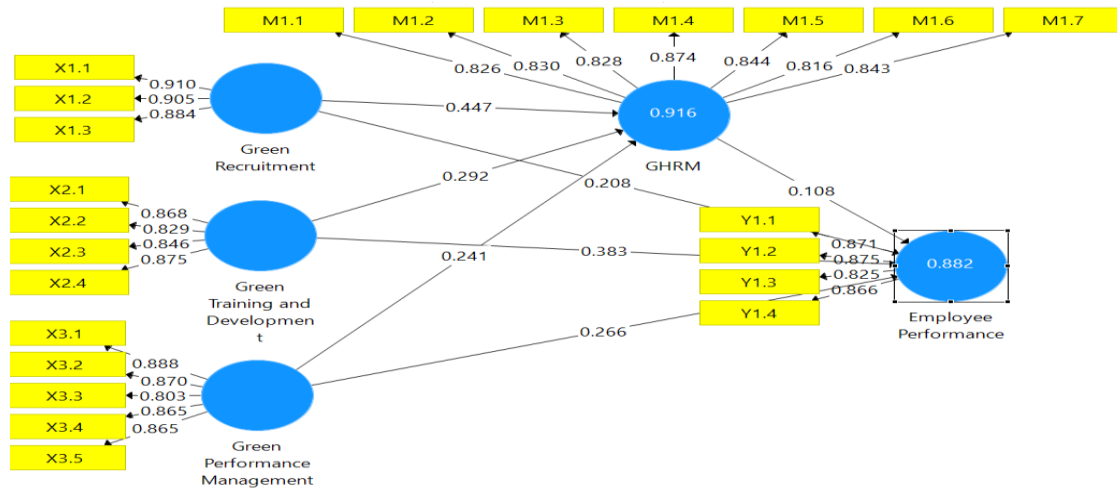 M1.1
M1.2
M1.3
M1.4
M1.5
M1.6
M1.7
0.826
0.830
0.828
0.874
0.844
0.816
0.843
X1.1
X1.2
X1.3
0.910
0.905
0.884
Green
Recruitment
0.447
0.916
GHRM
0.292
0.208
0.108
X2.1
X2.2
X2.3
X2.4
0.868
0.829
0.846
0.875
Green
Training and
Developmen
t
0.241
0.383
Y1.1
Y1.2
Y1.3
Y1.4
0.871
0.875
0.825
0.866
0.882
Employee
Performance
X3.1
X3.2
X3.3
X3.4
X3.5
0.888
0.870
0.803
0.865
0.865
Green
Performance
Management
0.266